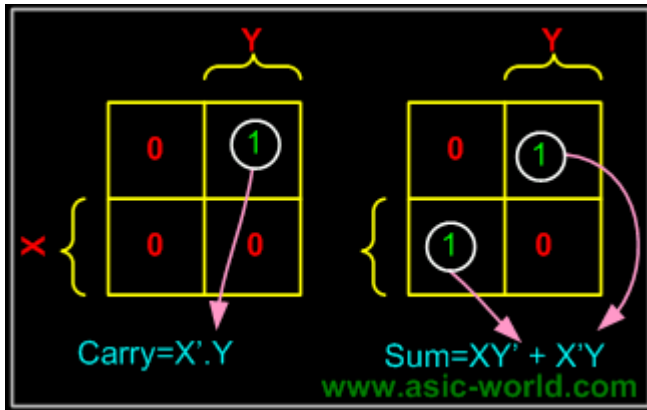 Y Y
0 1 0 1
X 0 0 1 0
Carry=X'.Y Sum=XY' + X'Y
www.asic-world.com